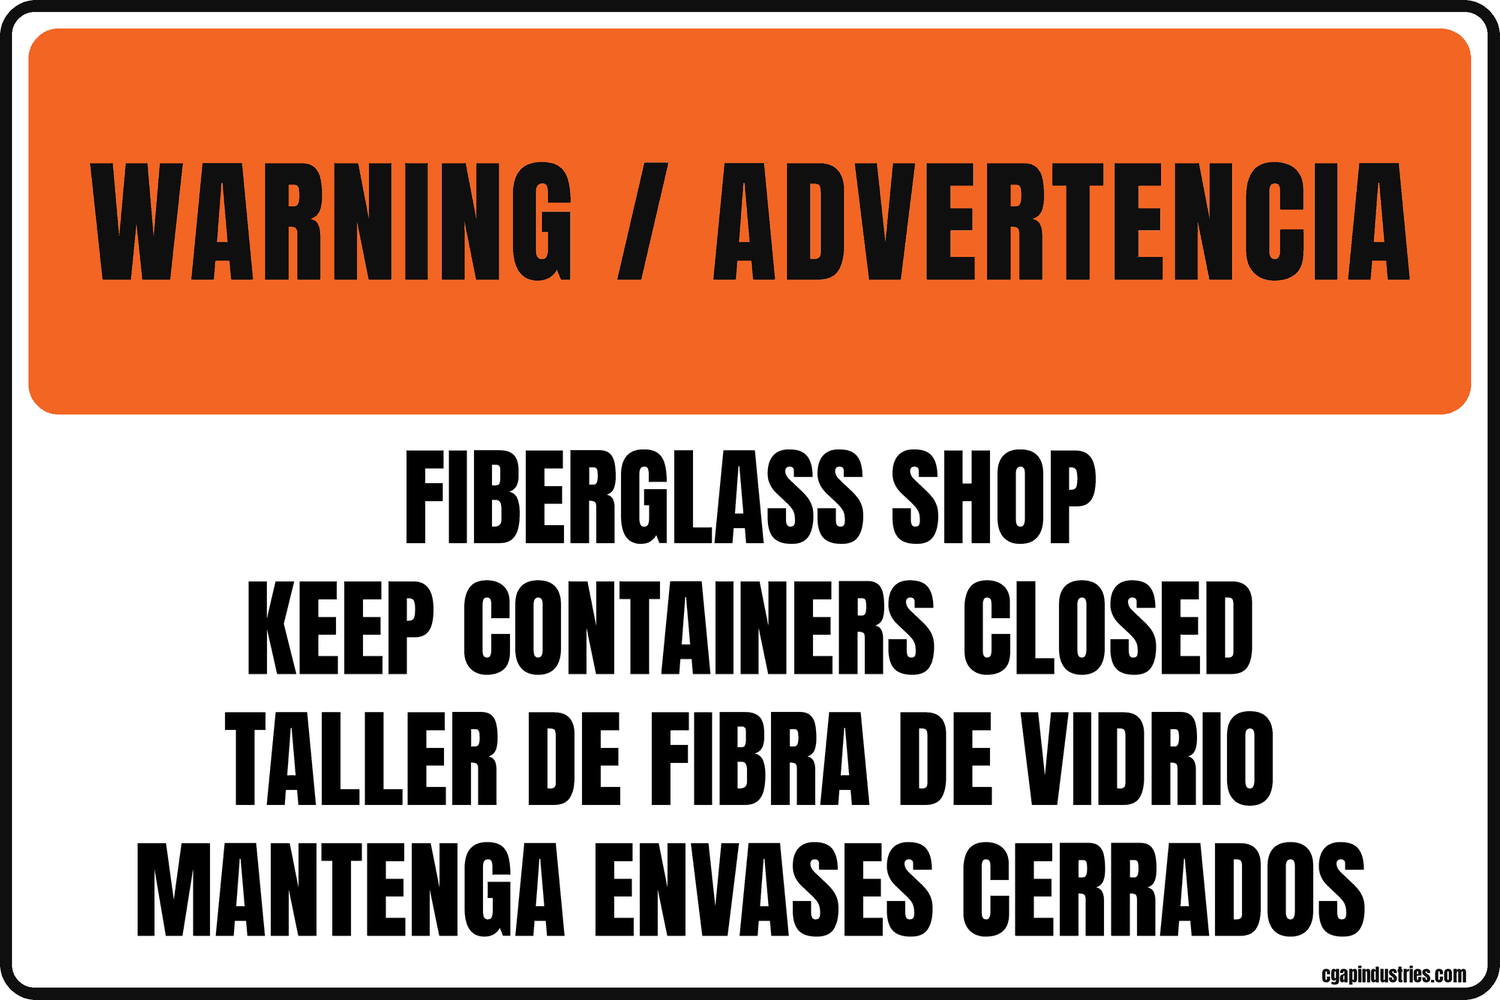 WARNING / ADVERTENCIA
FIBERGLASS SHOP
KEEP CONTAINERS CLOSED
TALLER DE FIBRA DE VIDRIO
MANTENGA ENVASES CERRADOS
cgapindustries.com